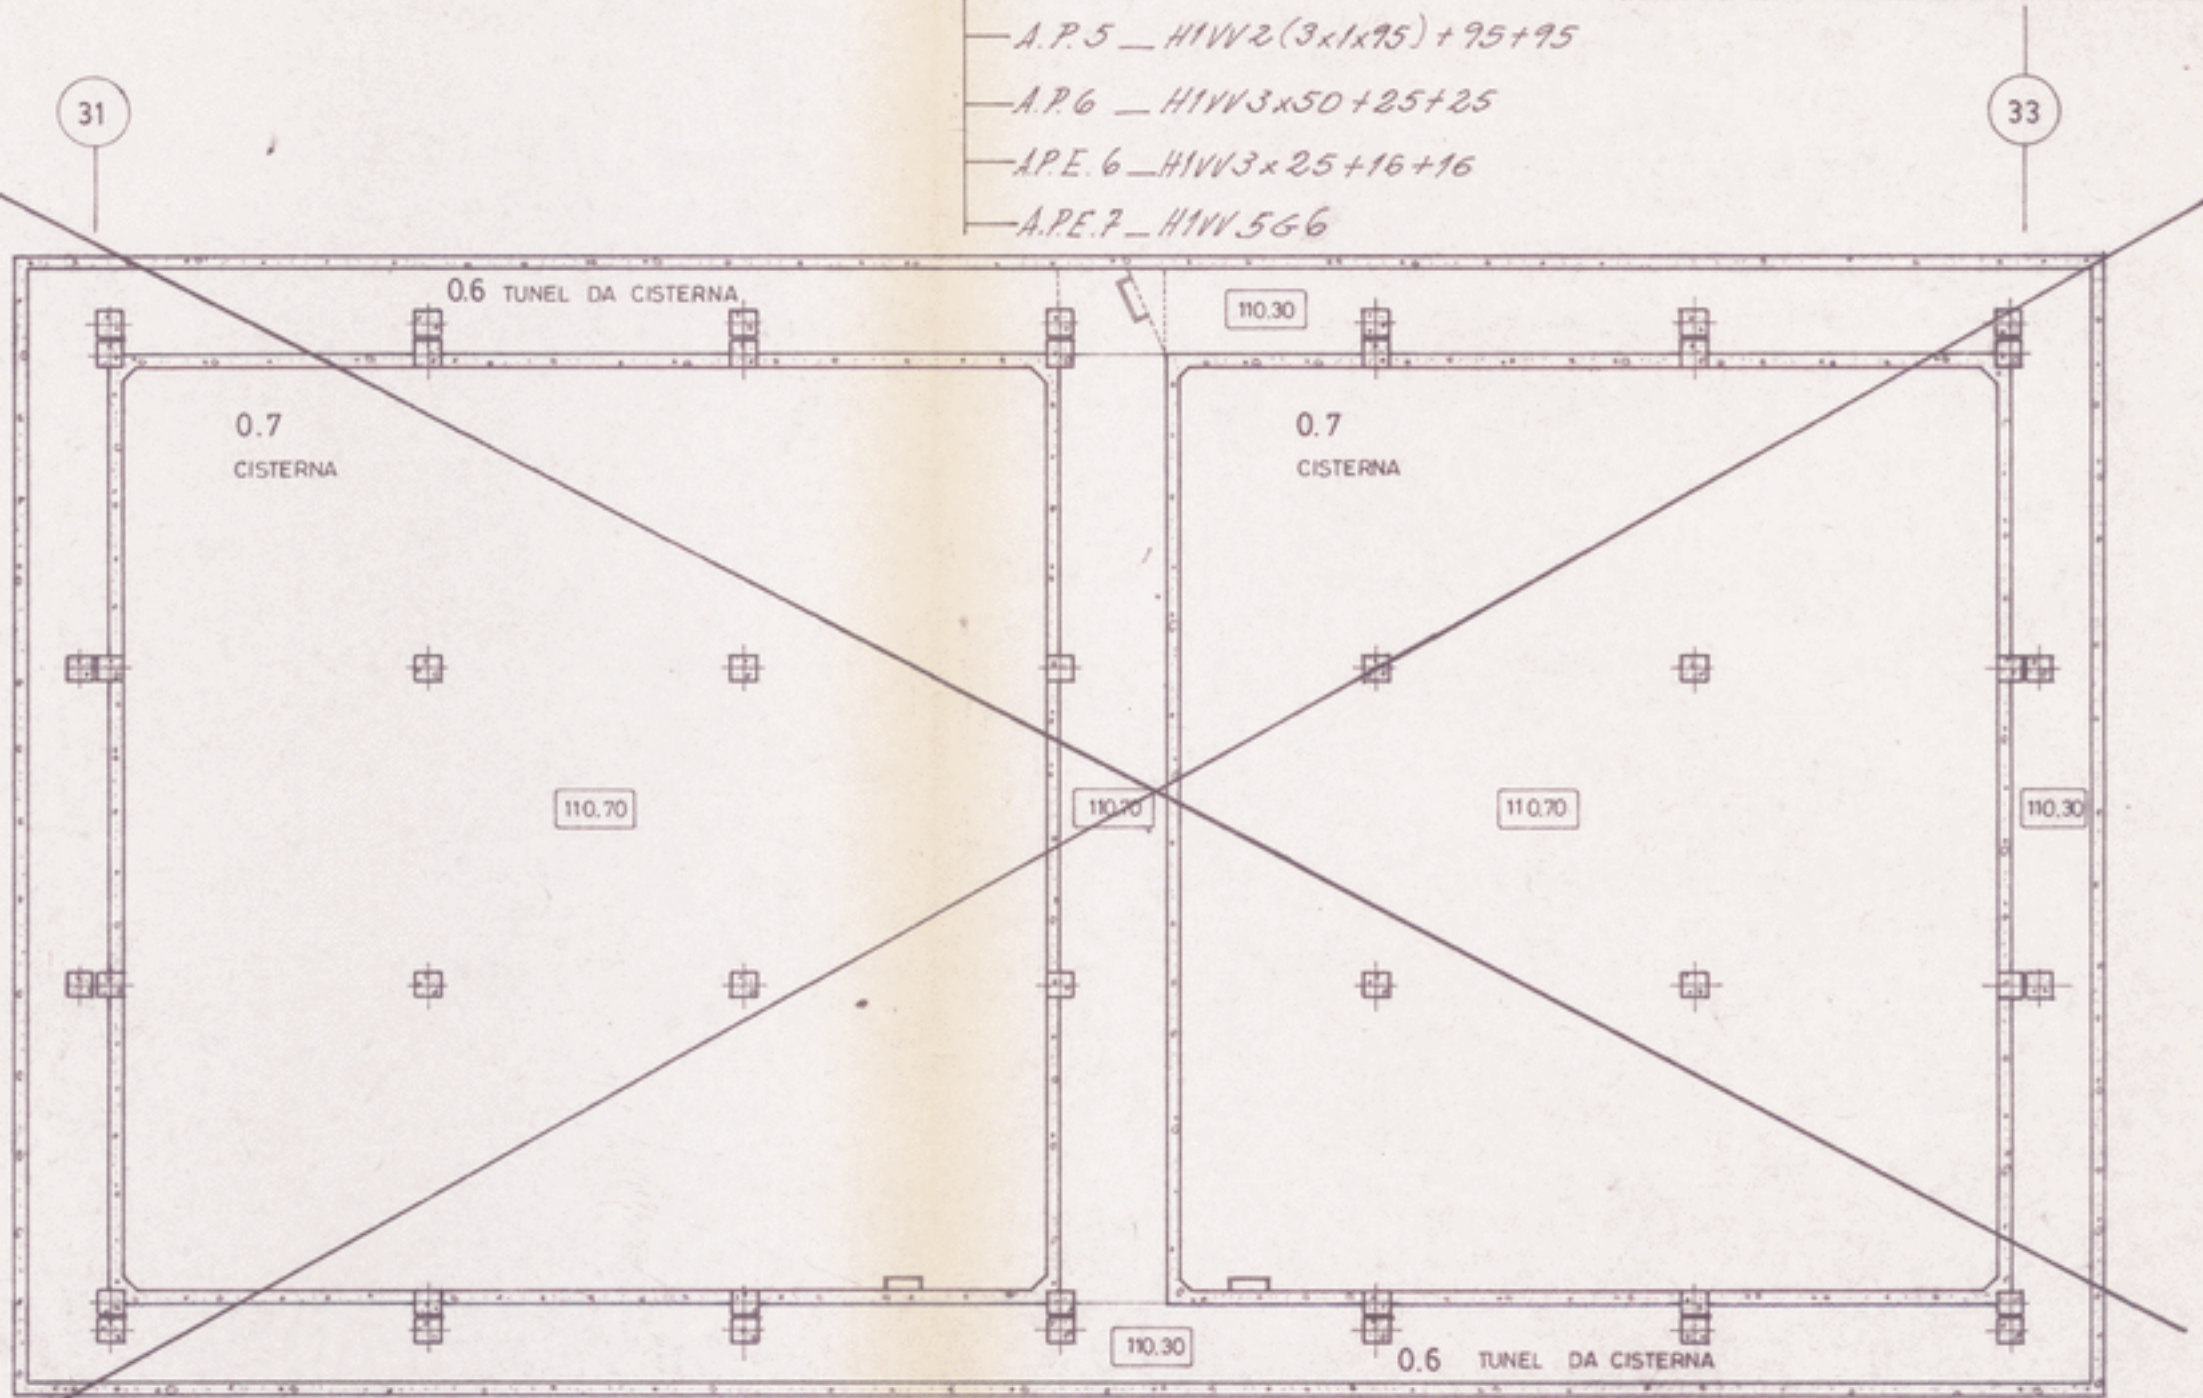 A.P.5 _ H1VV2(3x1x95)+95+95
31
A.P.6 _ H1VV3x50+25+25
33
A.P.E.6 _ H1VV3x25+16+16
A.P.E.7 _ H1VV5G6
0.6 TUNEL DA CISTERNA
110.30
0.7
CISTERNA
0.7
CISTERNA
110.70
110.70
110.70
110.30
110.30
0.6 TUNEL DA CISTERNA